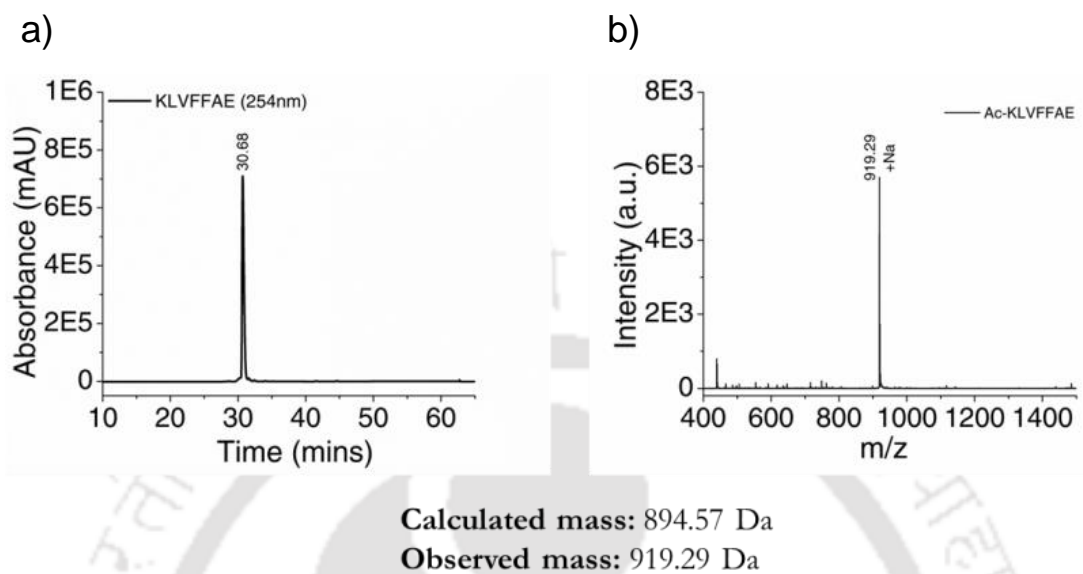 a)
b)
1E6
8E5
6E5
4E5
2E5
0
Absorbance (mAU)
KLVFFAE (254nm)
30.68
10 20 30 40 50 60
Time (mins)
8E3
6E3
4E3
2E3
0
Intensity (a.u.)
Ac-KLVFFAE
919.29
+Na
400 600 800 1000 1200 1400
m/z
Calculated mass: 894.57 Da
Observed mass: 919.29 Da